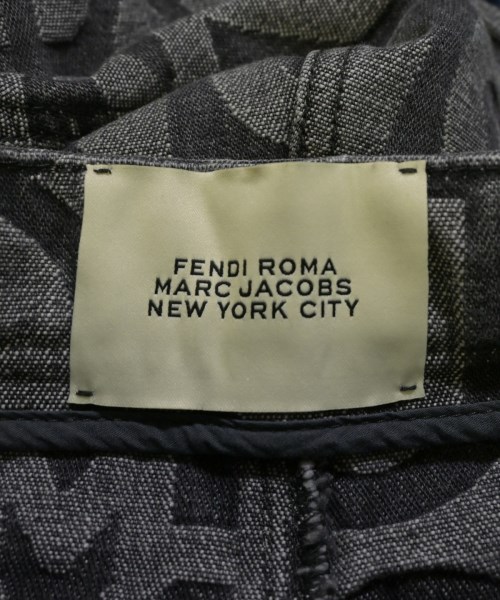 FENDI ROMA
MARC JACOBS
NEW YORK CITY